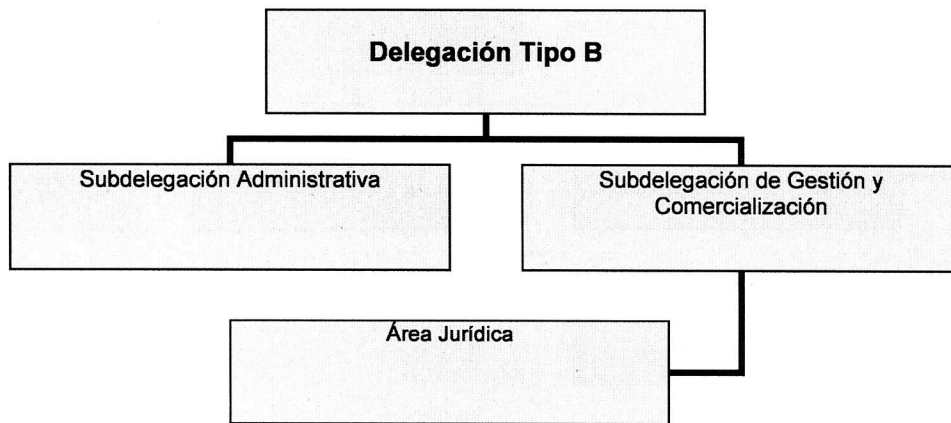 Delegación Tipo B
Subdelegación Administrativa
Subdelegación de Gestión y
Comercialización
Área Jurídica